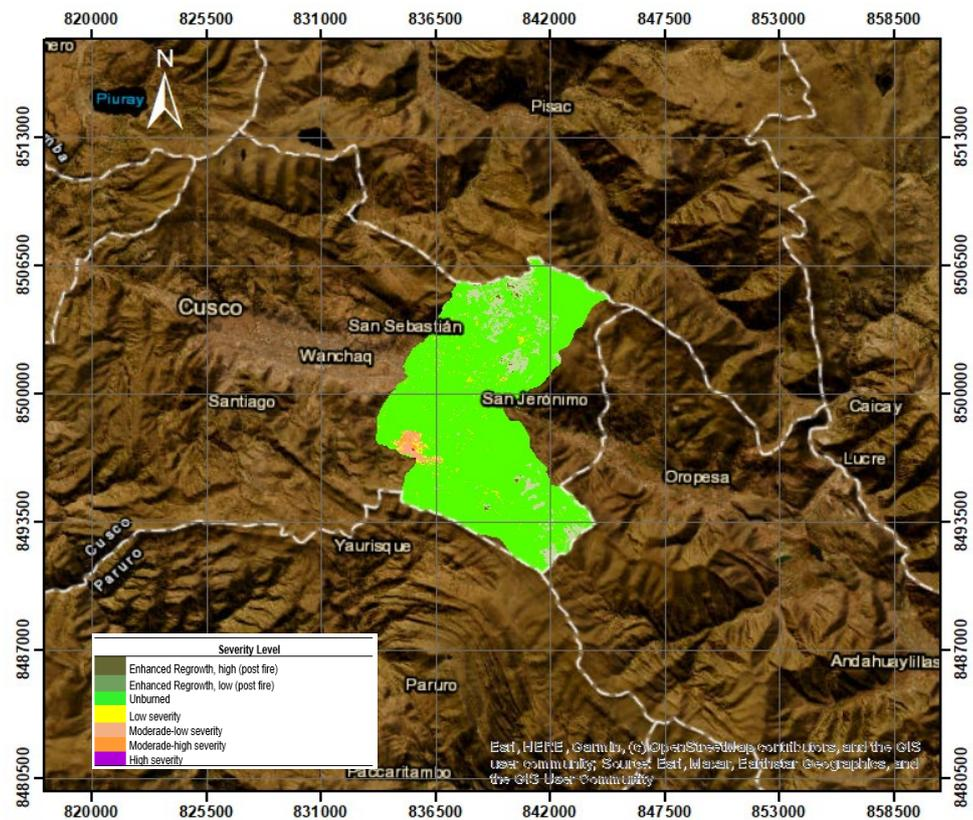 820000 825500 831000 836500 842000 847500 853000 858500
nero
N
Piuray
Pisac
8513000 8513000
mba
8506500 8506500
Cusco
San Sebastián
Wanchaq
8500000 8500000
Santiago
San Jerónimo
Caicay
Lucre
Oropesa
8493500 8493500
Cusco
Yaurisque
Paruro
Severity Level
Enhanced Regrowth, high (post fire)
Enhanced Regrowth, low (post fire)
Unburned
Low severity
Moderade-low severity
Moderade-high severity
High severity
8487000 8487000
Andahuaylillas
Paruro
Esri, HERE, Garmin, (c) OpenStreetMap contributors, and the GIS
user community; Source: Esri, Maxar, Earthstar Geographics, and
the GIS User Community
Paccaritambo
8480500 8480500
820000 825500 831000 836500 842000 847500 853000 858500